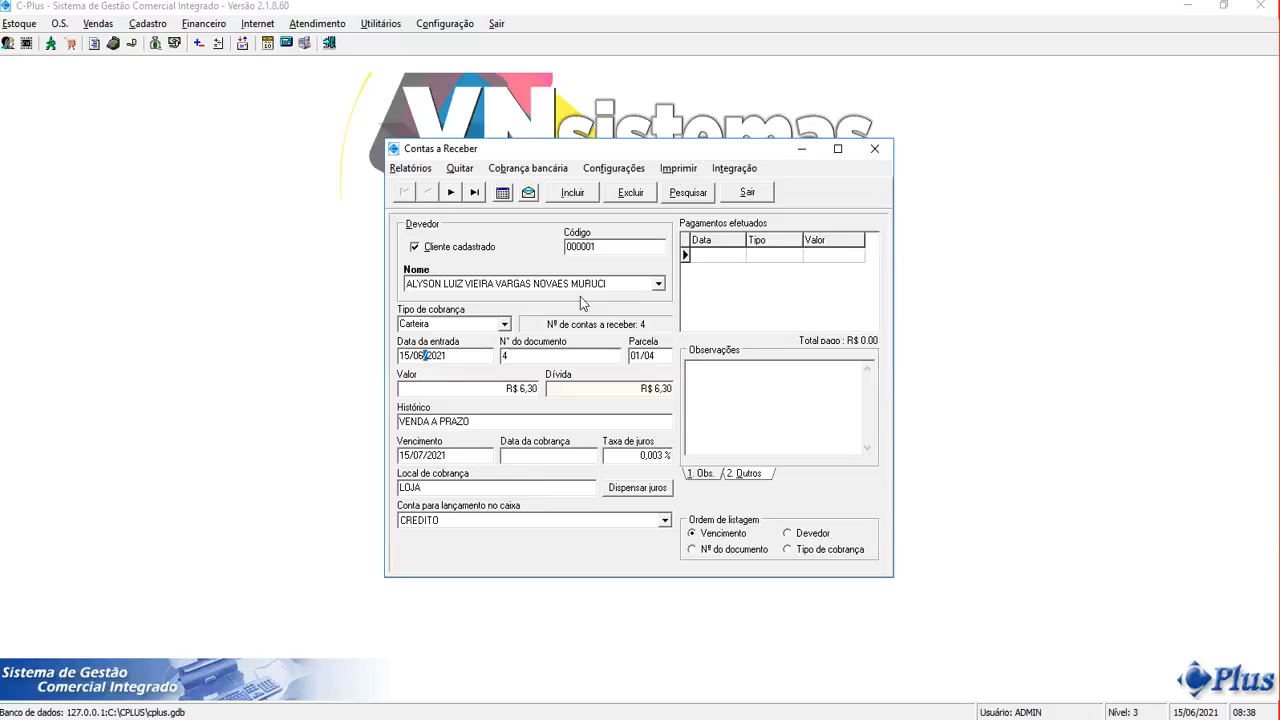 C-Plus - Sistema de Gestão Comercial Integrado - Versão 2.1.8.60
Estoque O.S. Vendas Cadastro Financeiro Internet Atendimento Utilitários Configuração Sair
VN sistemas
Contas a Receber
Relatórios Quitar Cobrança bancária Configurações Imprimir Integração
Incluir Excluir Pesquisar Sair
Devedor
Cliente cadastrado
Código
000001
Nome
ALYSON LUIZ VIEIRA VARGAS NOVAES MURUCI
Tipo de cobrança
Carteira
Nº de contas a receber: 4
Data da entrada N° do documento Parcela
15/06/2021 4 01/04
Valor Dívida
R$ 6,30 R$ 6,30
Histórico
VENDA A PRAZO
Vencimento Data da cobrança Taxa de juros
15/07/2021 0,003 %
Local de cobrança
LOJA Dispensar juros
Conta para lançamento no caixa
CREDITO
Pagamentos efetuados
Data Tipo Valor
Total pago : R$ 0,00
Observações
1. Obs. 2. Outros
Ordem de listagem
Vencimento Devedor
Nº do documento Tipo de cobrança
Sistema de Gestão
Comercial Integrado
C Plus
Banco de dados: 127.0.0.1:C:\CPLUS\cplus.gdb Usuário: ADMIN Nível: 3 15/06/2021 08:38